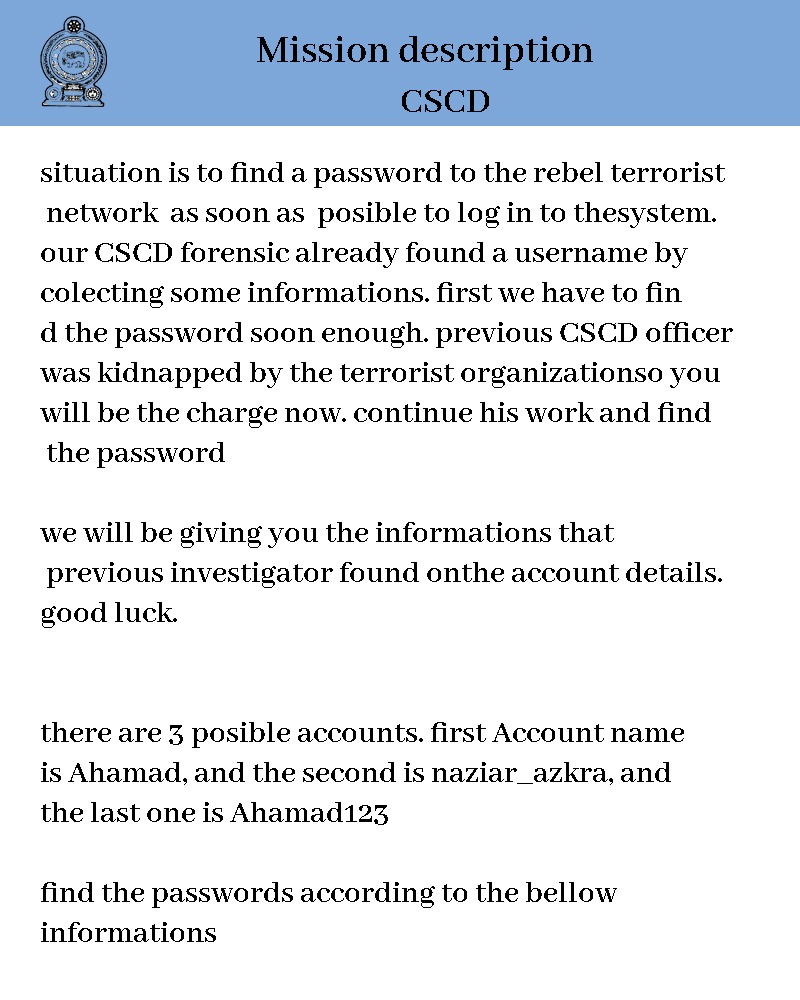 Mission description
CSCD
situation is to find a password to the rebel terrorist
network as soon as posible to log in to thesystem.
our CSCD forensic already found a username by
colecting some informations. first we have to fin
d the password soon enough. previous CSCD officer
was kidnapped by the terrorist organizationso you
will be the charge now. continue his work and find
the password
we will be giving you the informations that
previous investigator found onthe account details.
good luck.
there are 3 posible accounts. first Account name
is Ahamad, and the second is naziar_azkra, and
the last one is Ahamad123
find the passwords according to the bellow
informations